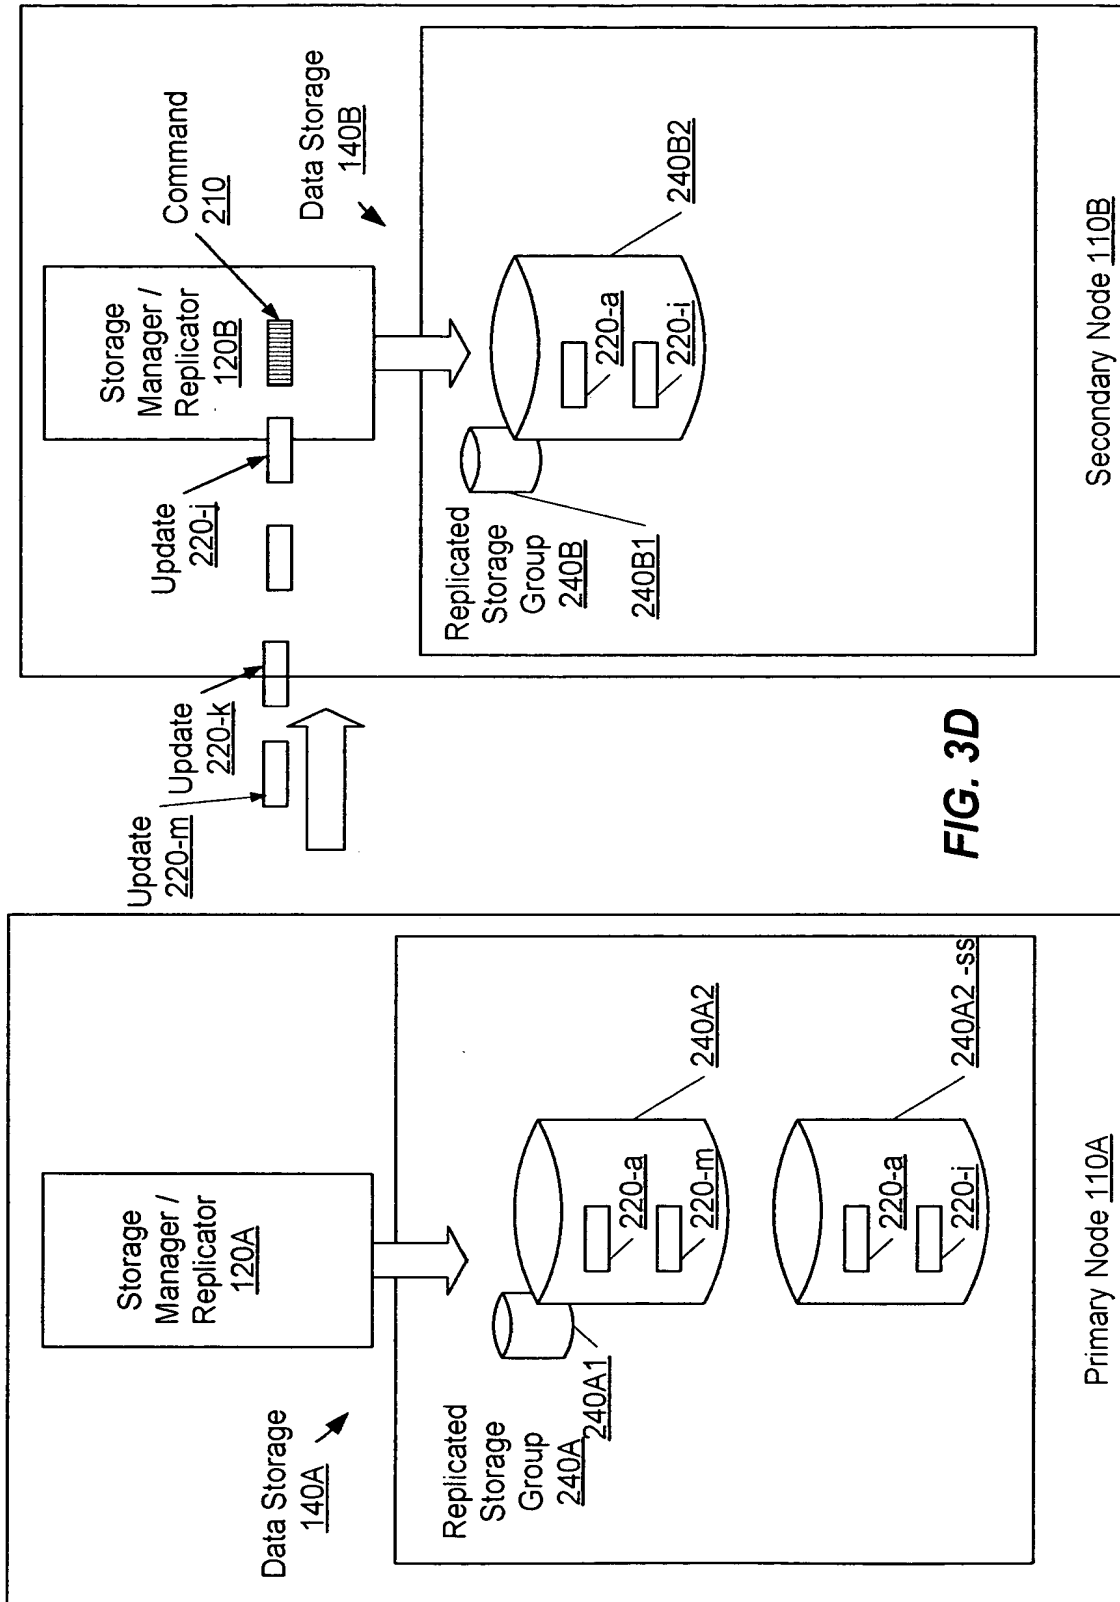 Storage
Manager /
Replicator
120A
Data Storage
140A
Replicated
Storage
Group
240A
240A1
220-a
220-m
240A2
220-a
220-i
240A2 -ss
Primary Node 110A
Update
220-m
Update
220-k
Update
220-j
Storage
Manager /
Replicator
120B
Command
210
Data Storage
140B
Replicated
Storage
Group
240B
240B1
220-a
220-i
240B2
Secondary Node 110B
FIG. 3D